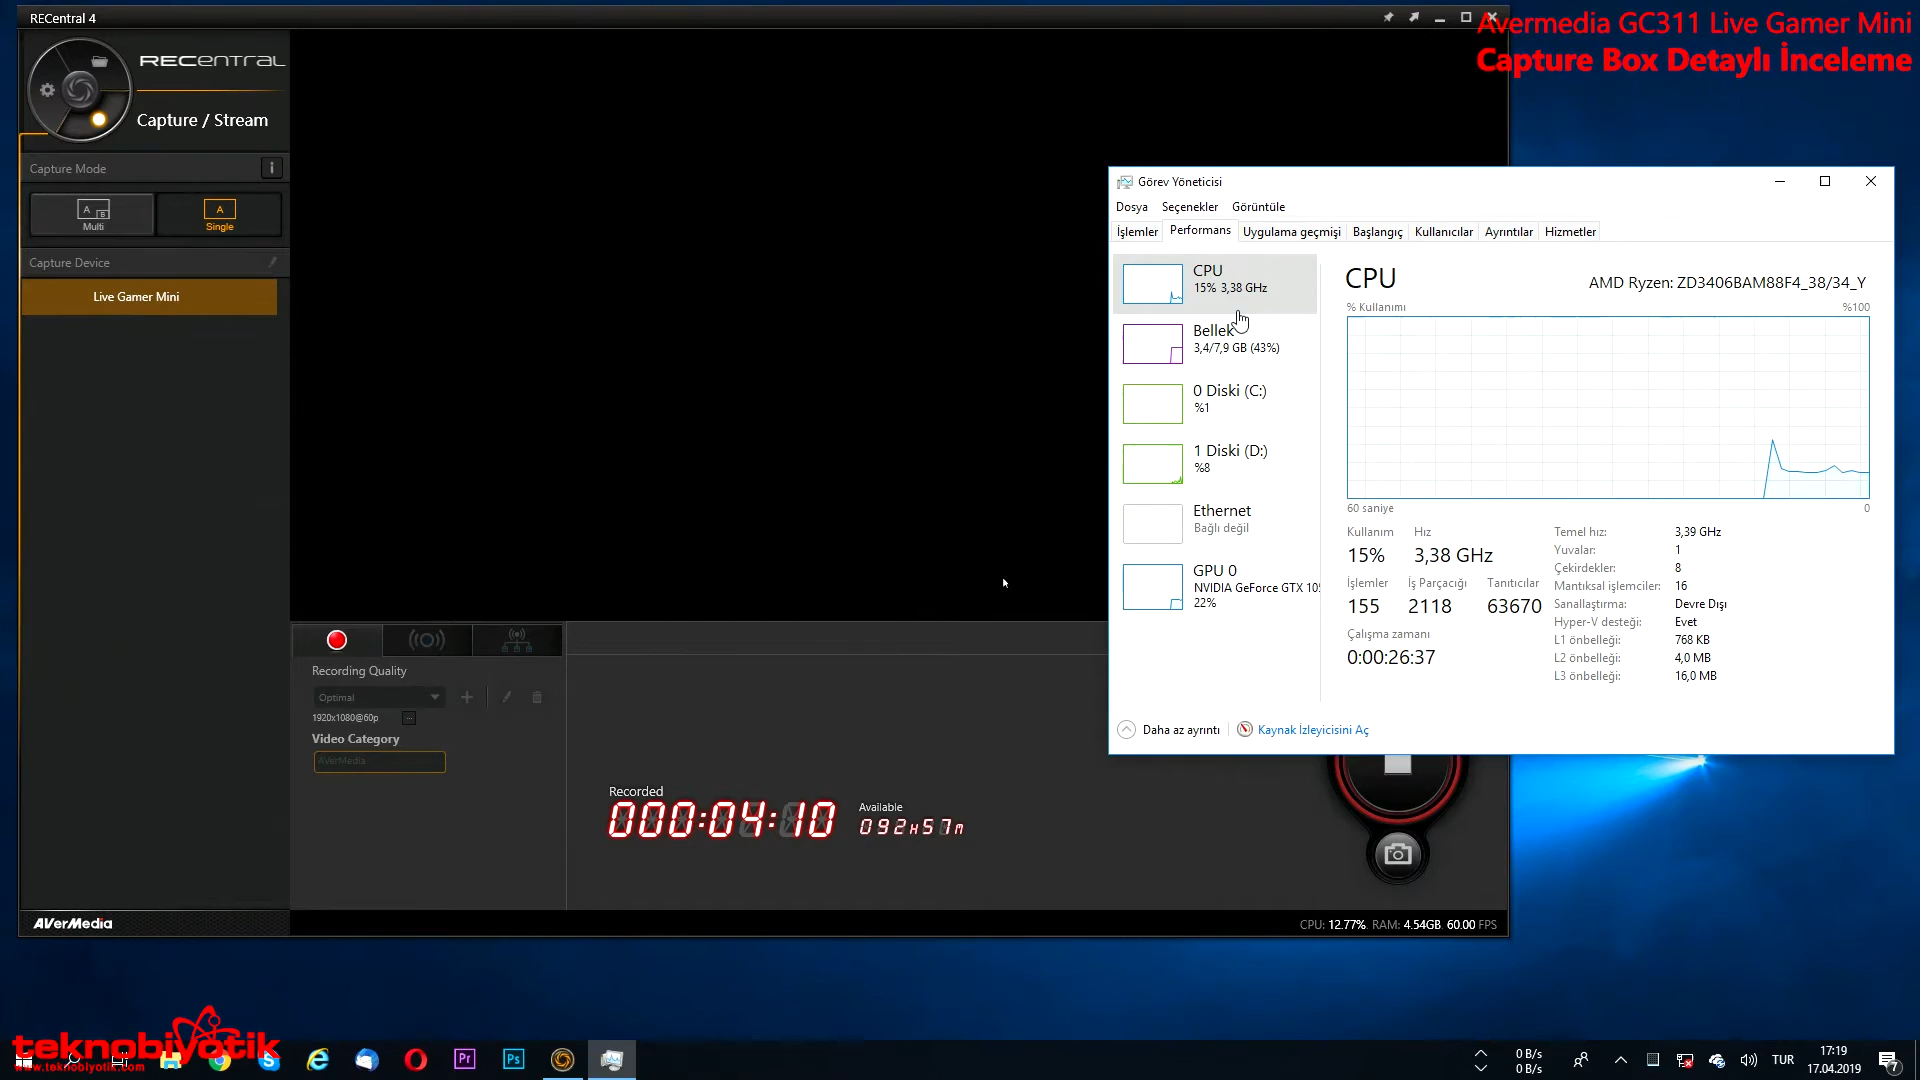 RECentral 4
Avermedia GC311 Live Gamer Mini
Capture Box Detaylı İnceleme
RECENTRAL
Capture / Stream
Capture Mode
i
A B
Multi
A
Single
Capture Device
Live Gamer Mini
Görev Yöneticisi
Dosya Seçenekler Görüntüle
İşlemler Performans Uygulama geçmişi Başlangıç Kullanıcılar Ayrıntılar Hizmetler
CPU
15% 3,38 GHz
Bellek
3,4/7,9 GB (43%)
0 Diski (C:)
%1
1 Diski (D:)
%8
Ethernet
Bağlı değil
GPU 0
NVIDIA GeForce GTX 105
22%
CPU
AMD Ryzen: ZD3406BAM88F4_38/34_Y
% Kullanımı %100
60 saniye 0
Kullanım Hız
15% 3,38 GHz
İşlemler İş Parçacığı Tanıtıcılar
155 2118 63670
Çalışma zamanı
0:00:26:37
Temel hız: 3,39 GHz
Yuvalar: 1
Çekirdekler: 8
Mantıksal işlemciler: 16
Sanallaştırma: Devre Dışı
Hyper-V desteği: Evet
L1 önbelleği: 768 KB
L2 önbelleği: 4,0 MB
L3 önbelleği: 16,0 MB
Daha az ayrıntı Kaynak İzleyicisini Aç
Recording Quality
Optimal
1920x1080@60p ...
Video Category
AVerMedia
Recorded
000:04:10
Available
092H57m
AVerMedia
CPU: 12.77%. RAM: 4.54GB. 60.00 FPS
teknobiyotik
www.teknobiyotik.com
Pr
Ps
0 B/s
0 B/s
TUR
17:19
17.04.2019
7